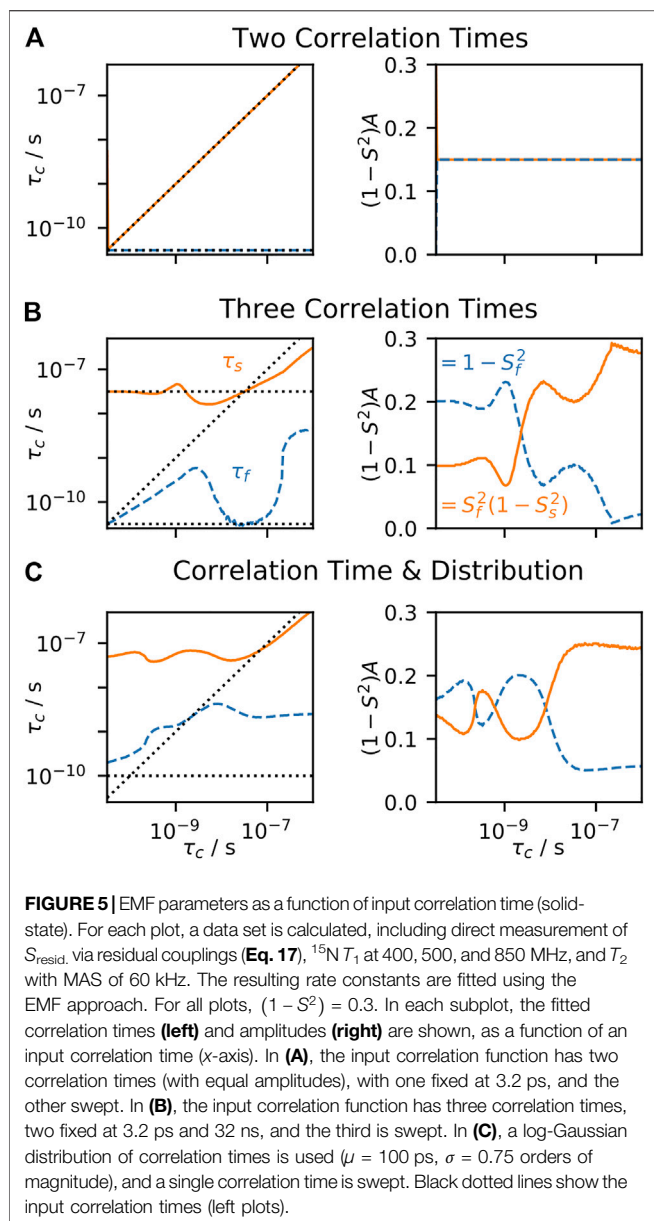 A
Two Correlation Times
τc / s
10⁻⁷
10⁻¹⁰
(1 − S²)A
0.3
0.2
0.1
0.0
B
Three Correlation Times
τc / s
10⁻⁷
10⁻¹⁰
τs
τf
(1 − S²)A
0.3
0.2
0.1
0.0
= 1 − Sf²
= Sf²(1 − Ss²)
C
Correlation Time & Distribution
τc / s
10⁻⁷
10⁻¹⁰
10⁻⁹
10⁻⁷
τc / s
(1 − S²)A
0.3
0.2
0.1
0.0
10⁻⁹
10⁻⁷
τc / s
FIGURE 5 | EMF parameters as a function of input correlation time (solid-
state). For each plot, a data set is calculated, including direct measurement of
Sresid. via residual couplings (Eq. 17), ¹⁵N T₁ at 400, 500, and 850 MHz, and T₂
with MAS of 60 kHz. The resulting rate constants are fitted using the
EMF approach. For all plots, (1 − S²) = 0.3. In each subplot, the fitted
correlation times (left) and amplitudes (right) are shown, as a function of an
input correlation time (x-axis). In (A), the input correlation function has two
correlation times (with equal amplitudes), with one fixed at 3.2 ps, and the
other swept. In (B), the input correlation function has three correlation times,
two fixed at 3.2 ps and 32 ns, and the third is swept. In (C), a log-Gaussian
distribution of correlation times is used (μ = 100 ps, σ = 0.75 orders of
magnitude), and a single correlation time is swept. Black dotted lines show the
input correlation times (left plots).